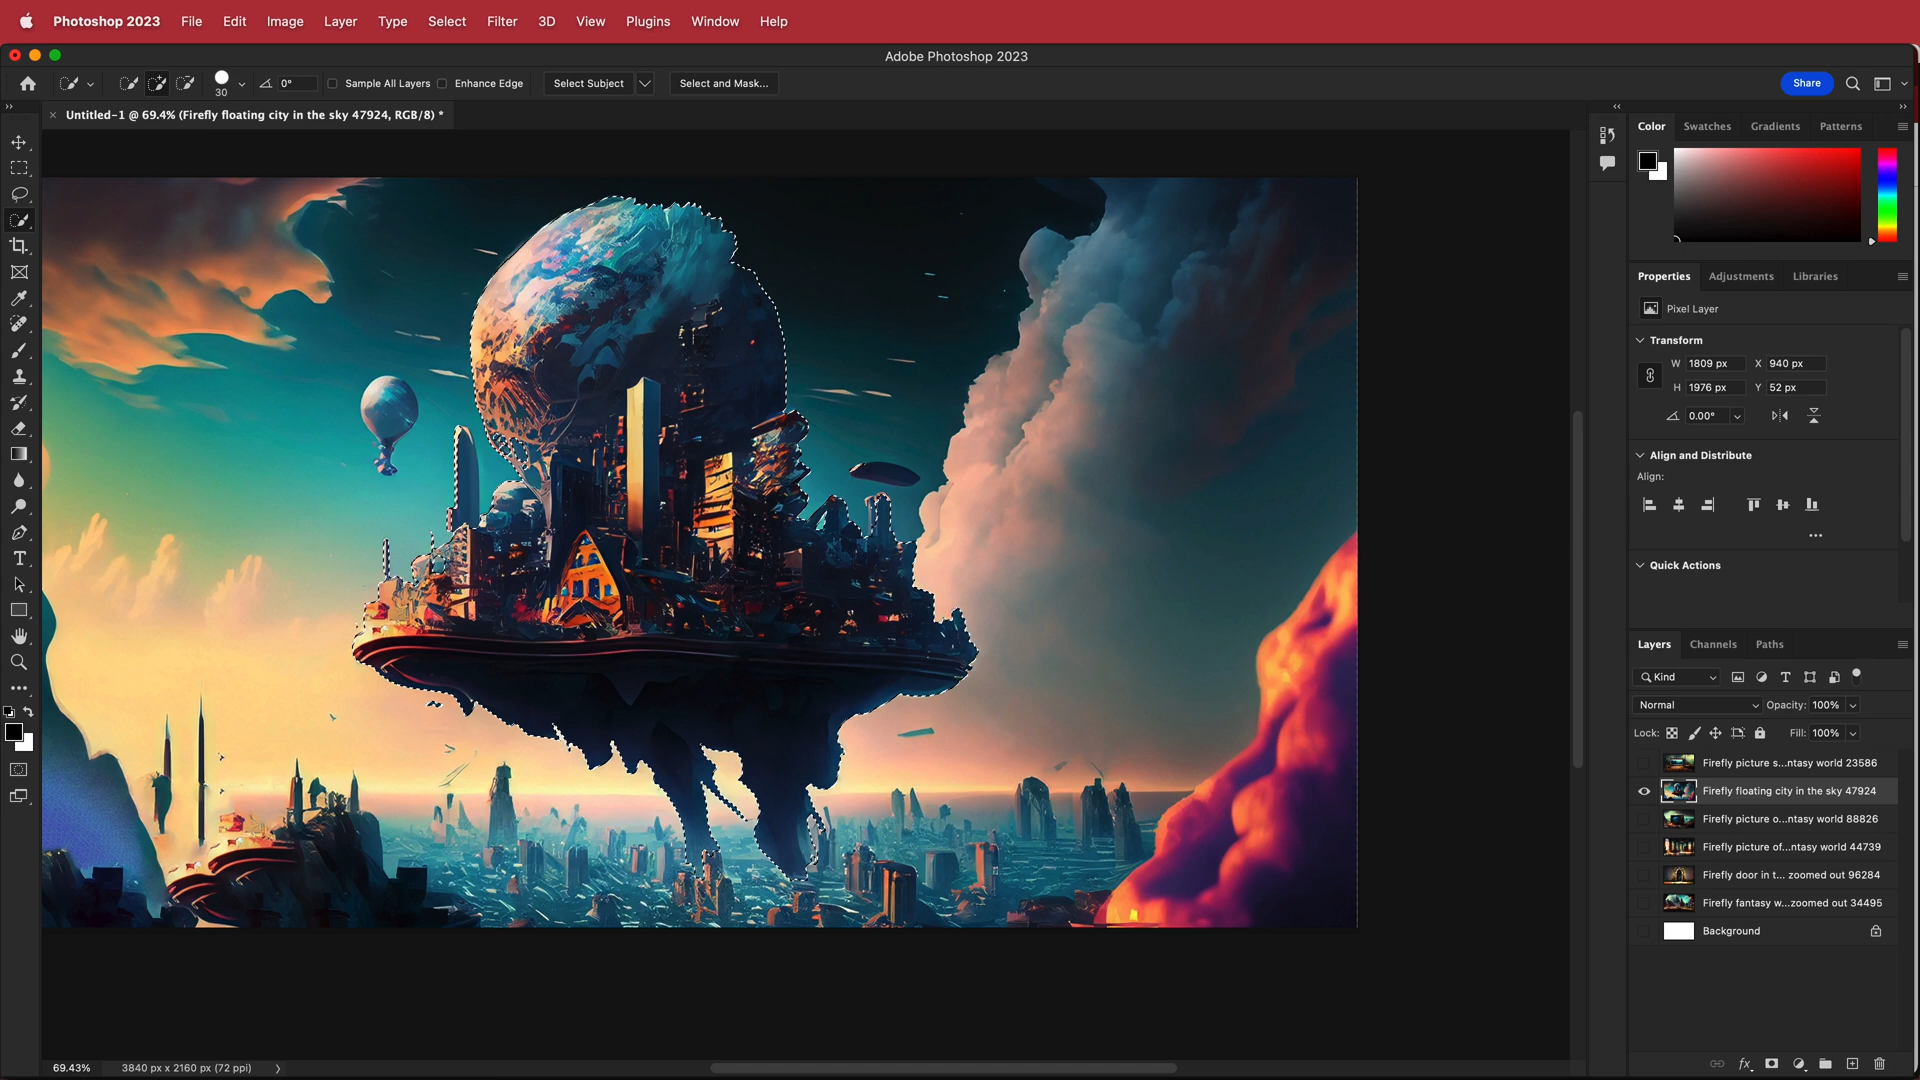 Photoshop 2023 File Edit Image Layer Type Select Filter 3D View Plugins Window Help
Adobe Photoshop 2023
30 0° Sample All Layers Enhance Edge Select Subject Select and Mask... Share
Untitled-1 @ 69.4% (Firefly floating city in the sky 47924, RGB/8) *
Color Swatches Gradients Patterns
Properties Adjustments Libraries
Pixel Layer
Transform
W 1809 px X 940 px
H 1976 px Y 52 px
0.00°
Align and Distribute
Align:
Quick Actions
Layers Channels Paths
Kind
Normal Opacity: 100%
Lock: Fill: 100%
Firefly picture s...ntasy world 23586
Firefly floating city in the sky 47924
Firefly picture o...ntasy world 88826
Firefly picture of...ntasy world 44739
Firefly door in t... zoomed out 96284
Firefly fantasy w...zoomed out 34495
Background
fx
69.43% 3840 px x 2160 px (72 ppi)